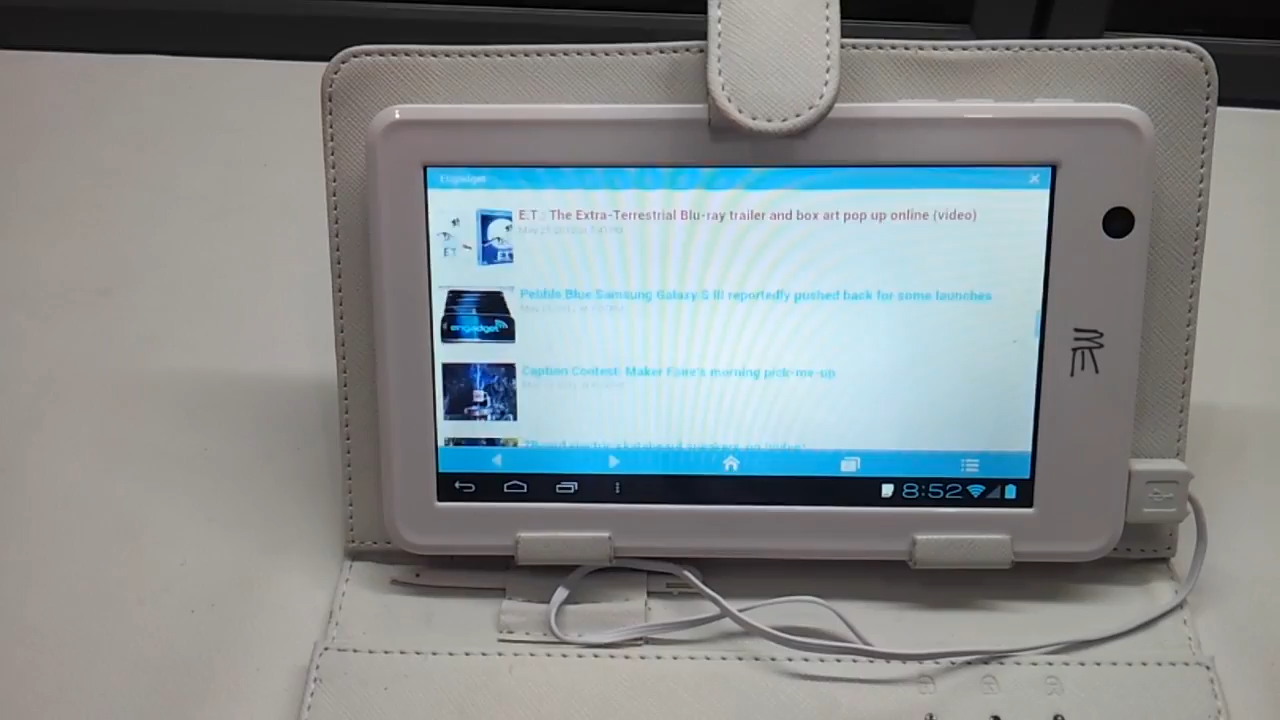 Engadget
E.T.: The Extra-Terrestrial Blu-ray trailer and box art pop up online (video)
E.T.
Pebble Blue Samsung Galaxy S III reportedly pushed back for some launches
engadget
Caption Contest: Maker Faire's morning pick-me-up
8:52
ME